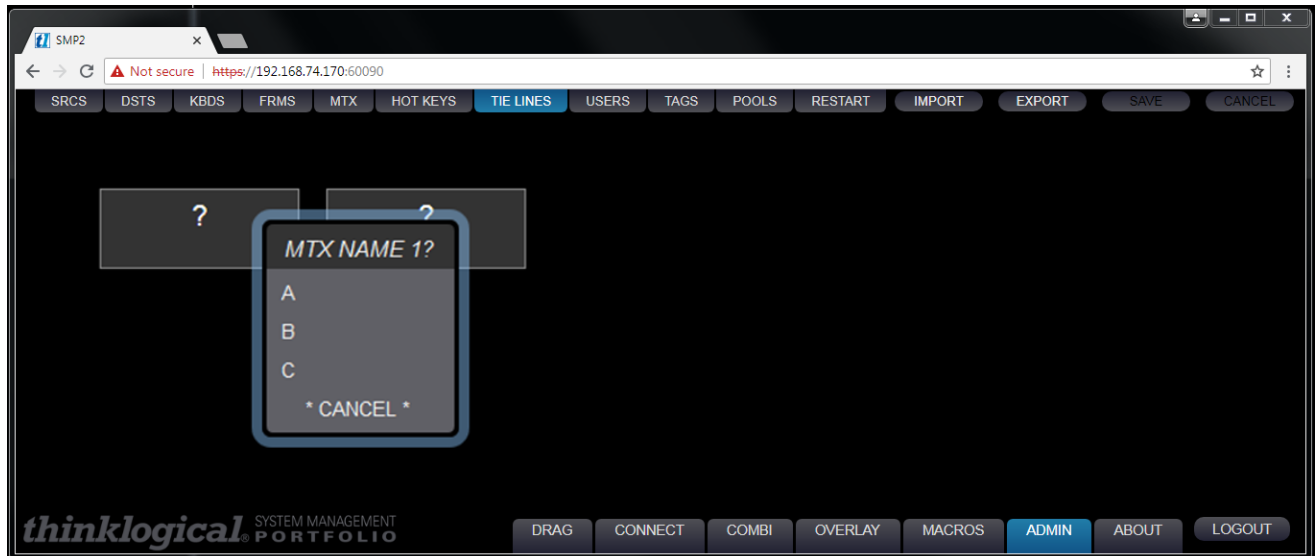 SMP2
Not secure | https://192.168.74.170:60090
SRCS DSTS KBDS FRMS MTX HOT KEYS TIE LINES USERS TAGS POOLS RESTART IMPORT EXPORT SAVE CANCEL
? ?
MTX NAME 1?
A
B
C
* CANCEL *
thinklogical® SYSTEM MANAGEMENT
PORTFOLIO
DRAG CONNECT COMBI OVERLAY MACROS ADMIN ABOUT LOGOUT